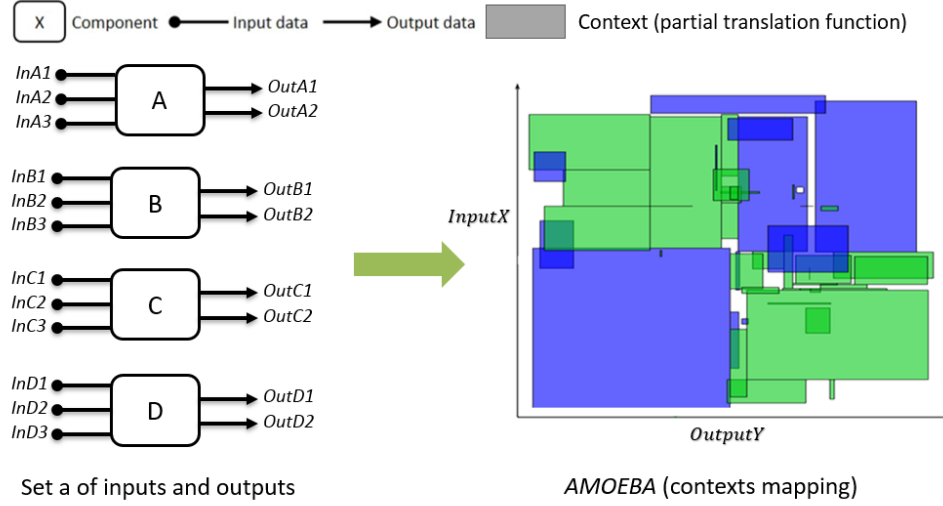 X Component Input data Output data Context (partial translation function)
InA1
InA2
InA3
A
OutA1
OutA2
InB1
InB2
InB3
B
OutB1
OutB2
InC1
InC2
InC3
C
OutC1
OutC2
InD1
InD2
InD3
D
OutD1
OutD2
Set a of inputs and outputs
InputX
OutputY
AMOEBA (contexts mapping)